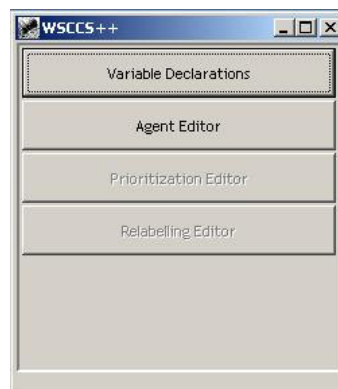 WSCCS++
Variable Declarations
Agent Editor
Prioritization Editor
Relabelling Editor